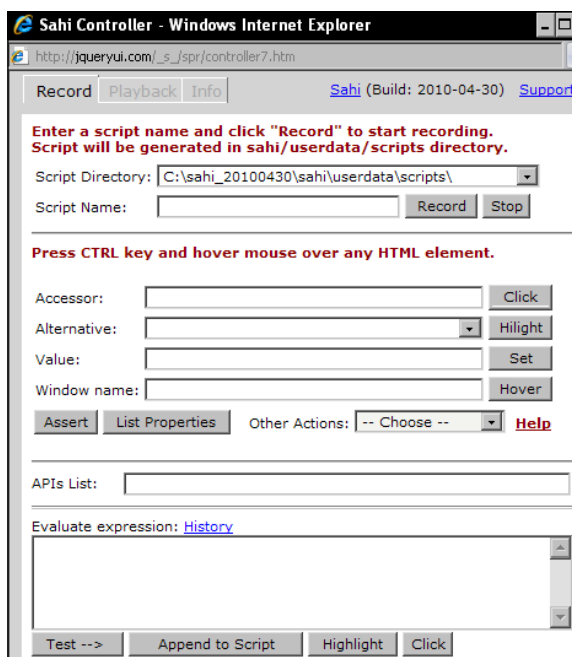 Sahi Controller - Windows Internet Explorer
http://jqueryui.com/_s_/spr/controller7.htm
Record Playback Info Sahi (Build: 2010-04-30) Support
Enter a script name and click "Record" to start recording.
Script will be generated in sahi/userdata/scripts directory.
Script Directory: C:\sahi_20100430\sahi\userdata\scripts\
Script Name: Record Stop
Press CTRL key and hover mouse over any HTML element.
Accessor: Click
Alternative: Hilight
Value: Set
Window name: Hover
Assert List Properties Other Actions: -- Choose -- Help
APIs List:
Evaluate expression: History
Test --> Append to Script Highlight Click